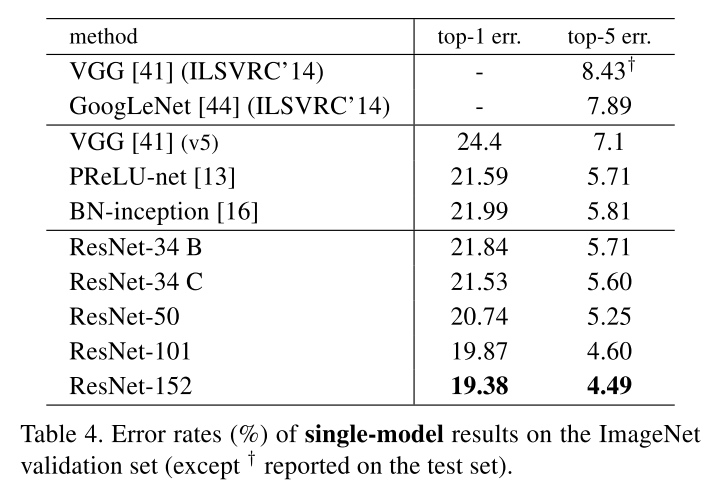 method top-1 err. top-5 err.
VGG [41] (ILSVRC’14) - 8.43†
GoogLeNet [44] (ILSVRC’14) - 7.89
VGG [41] (v5) 24.4 7.1
PReLU-net [13] 21.59 5.71
BN-inception [16] 21.99 5.81
ResNet-34 B 21.84 5.71
ResNet-34 C 21.53 5.60
ResNet-50 20.74 5.25
ResNet-101 19.87 4.60
ResNet-152 19.38 4.49
Table 4. Error rates (%) of single-model results on the ImageNet
validation set (except † reported on the test set).